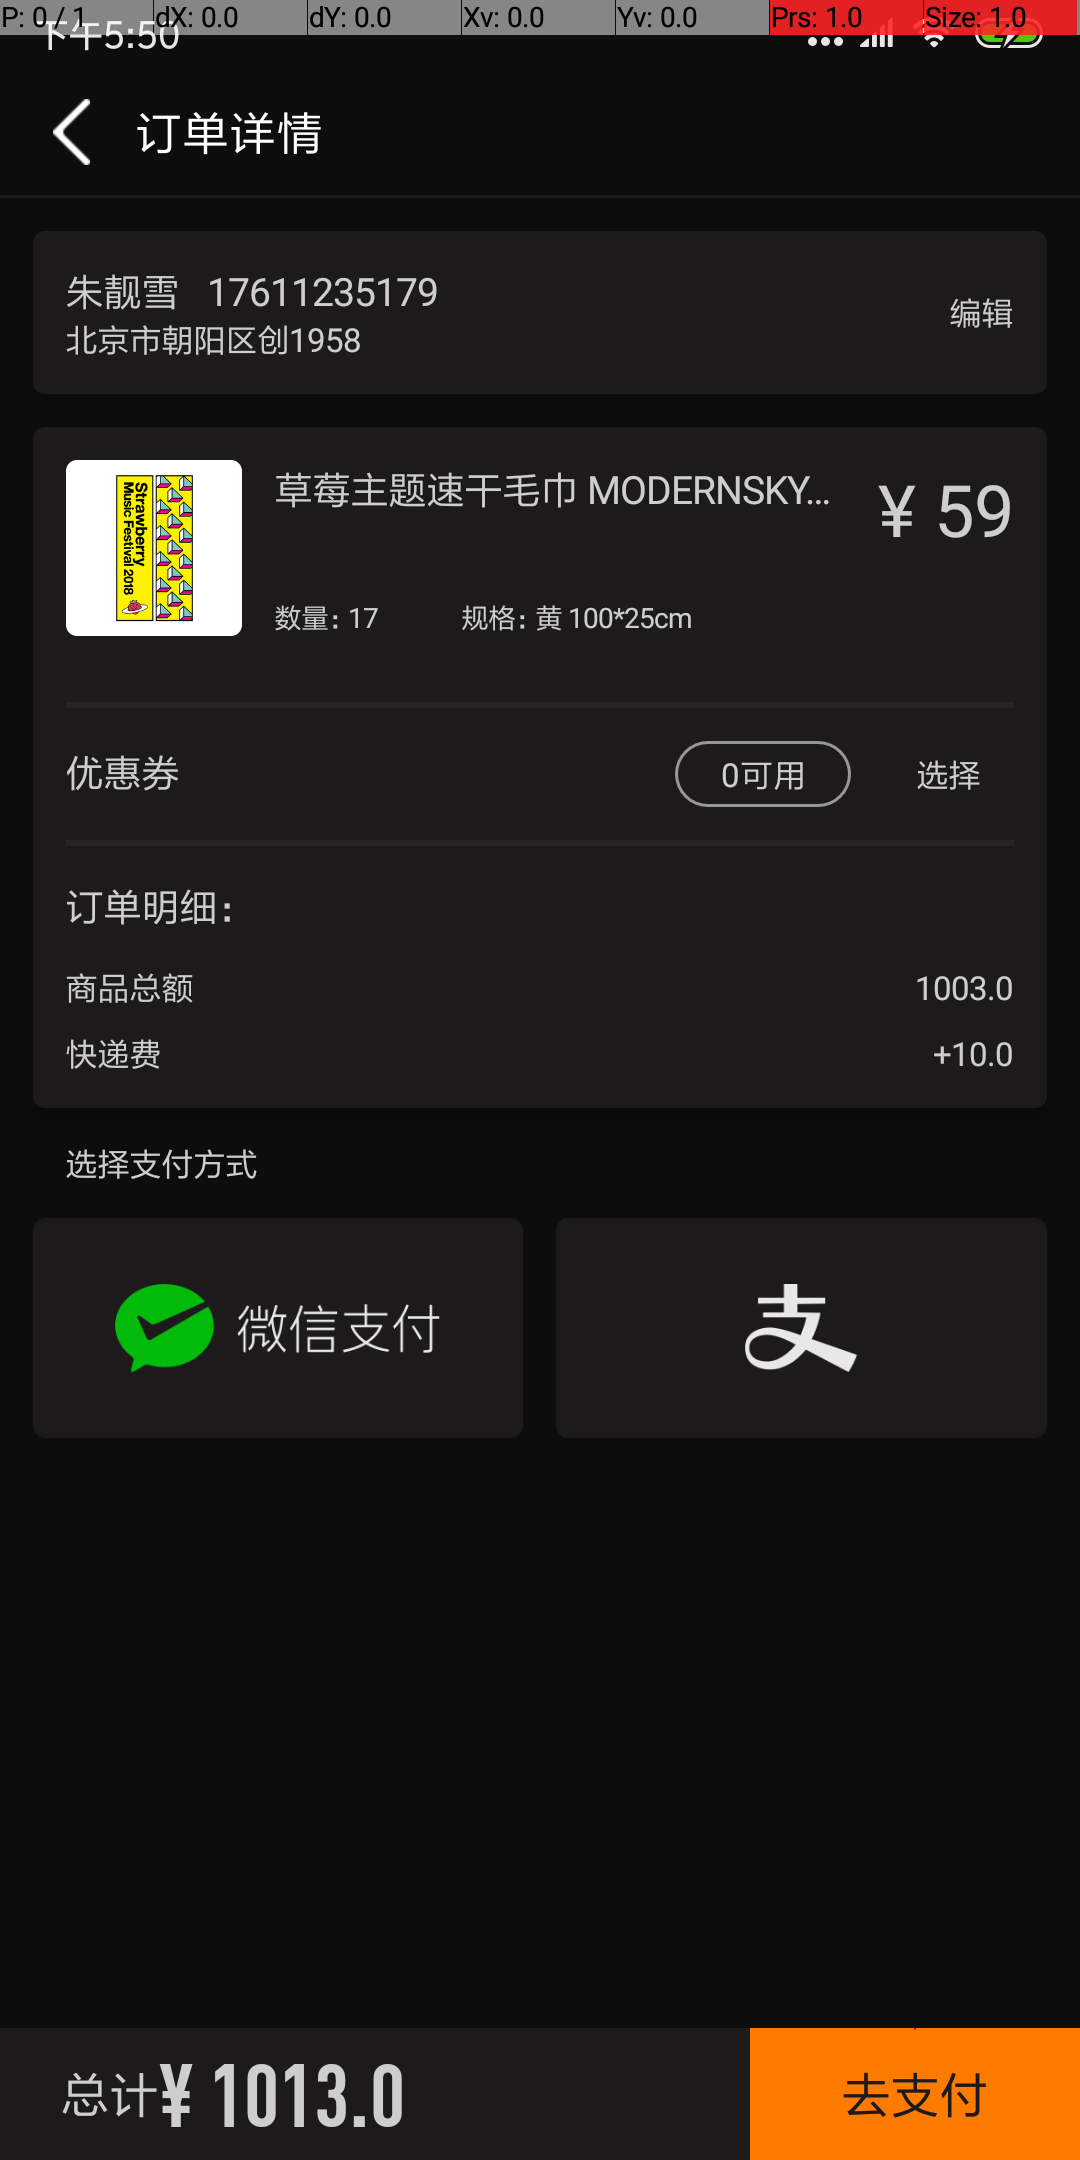 P: 0 / 1 dX: 0.0 dY: 0.0 Xv: 0.0 Yv: 0.0 Prs: 1.0 Size: 1.0
下午5:50
订单详情
朱靓雪 17611235179
北京市朝阳区创1958
编辑
草莓主题速干毛巾 MODERNSKY...
¥ 59
Strawberry
Music Festival 2018
数量：17 规格：黄 100*25cm
优惠券 0可用 选择
订单明细：
商品总额 1003.0
快递费 +10.0
选择支付方式
微信支付 支
总计¥ 1013.0 去支付